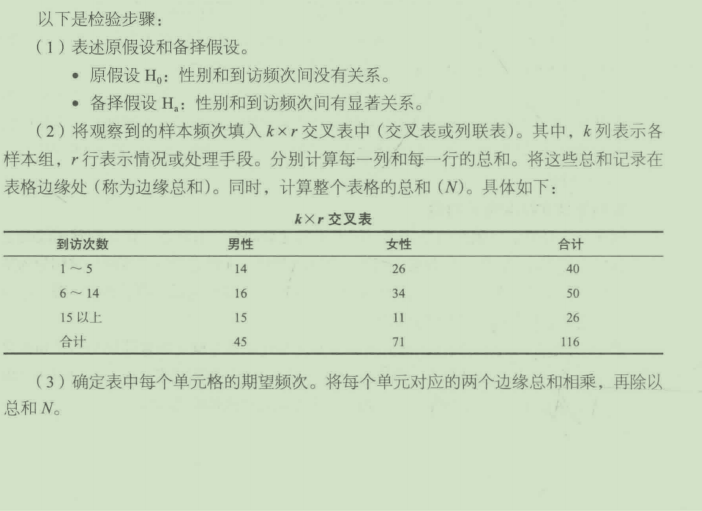 以下是检验步骤：
（1）表述原假设和备择假设。
• 原假设 H₀：性别和到访频次间没有关系。
• 备择假设 Hₐ：性别和到访频次间有显著关系。
（2）将观察到的样本频次填入 k×r 交叉表中（交叉表或列联表）。其中，k 列表示各
样本组，r 行表示情况或处理手段。分别计算每一列和每一行的总和。将这些总和记录在
表格边缘处（称为边缘总和）。同时，计算整个表格的总和（N）。具体如下：
k×r 交叉表
到访次数 男性 女性 合计
1～5 14 26 40
6～14 16 34 50
15 以上 15 11 26
合计 45 71 116
（3）确定表中每个单元格的期望频次。将每个单元对应的两个边缘总和相乘，再除以
总和 N。